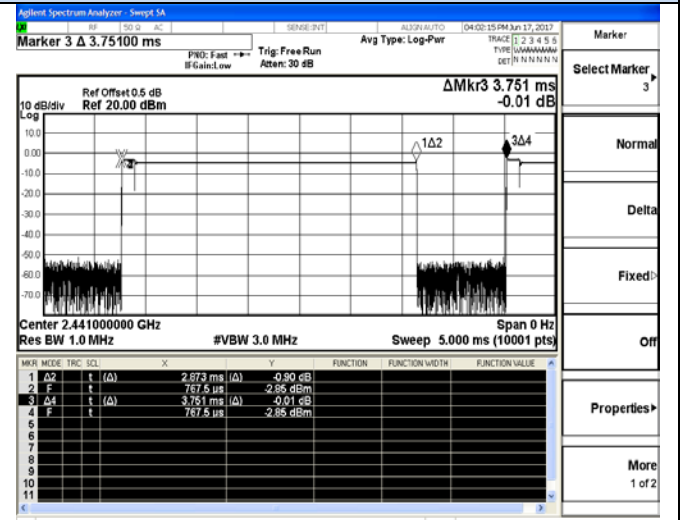 Agilent Spectrum Analyzer - Swept SA
RF 50 Ω AC SENSE:INT ALIGN AUTO 04:02:15 PM Jun 17, 2017
Marker 3 Δ 3.75100 ms
PNO: Fast
IFGain:Low
Trig: Free Run
Atten: 30 dB
Avg Type: Log-Pwr
TRACE 1 2 3 4 5 6
TYPE WWWWWW
DET N N N N N N
Marker
Select Marker
3
Normal
Delta
Fixed
Off
Properties
More
1 of 2
Ref Offset 0.5 dB
10 dB/div Ref 20.00 dBm
Log
ΔMkr3 3.751 ms
-0.01 dB
10.0
0.00
-10.0
-20.0
-30.0
-40.0
-50.0
-60.0
-70.0
1Δ2
3Δ4
Center 2.441000000 GHz Span 0 Hz
Res BW 1.0 MHz #VBW 3.0 MHz Sweep 5.000 ms (10001 pts)
MKR MODE TRC SCL X Y FUNCTION FUNCTION WIDTH FUNCTION VALUE
1 Δ2 t (Δ) 2.873 ms (Δ) -0.90 dB
2 F t 767.5 µs -2.85 dBm
3 Δ4 t (Δ) 3.751 ms (Δ) -0.01 dB
4 F t 767.5 µs -2.85 dBm
5
6
7
8
9
10
11